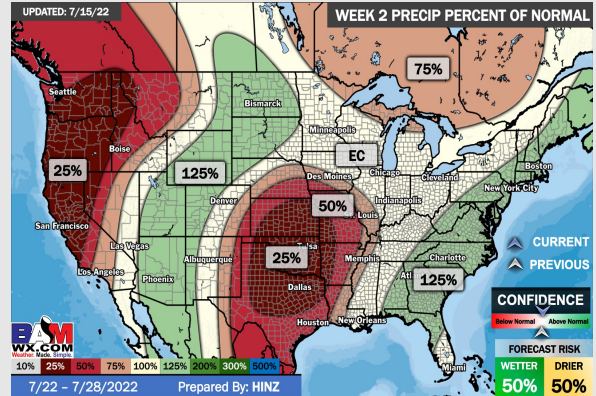 UPDATED: 7/15/22
WEEK 2 PRECIP PERCENT OF NORMAL
75%
Seattle
Bismarck
Minneapolis
Boise
EC
Boston
25%
125%
Chicago
Cleveland
Des Moines
New York City
Denver
50%
Indianapolis
Louis
San Francisco
Las Vegas
Tulsa
CURRENT
Albuquerque
25%
Memphis
Charlotte
PREVIOUS
Los Angeles
Phoenix
Atl
125%
Dallas
CONFIDENCE
Houston
New Orleans
Below Normal
Above Normal
BAM
WX.COM
Weather. Made. Simple.
FORECAST RISK
Miami
10% 25% 50% 75% 100% 125% 200% 300% 500%
WETTER
DRIER
50%
50%
7/22 – 7/28/2022
Prepared By: HINZ